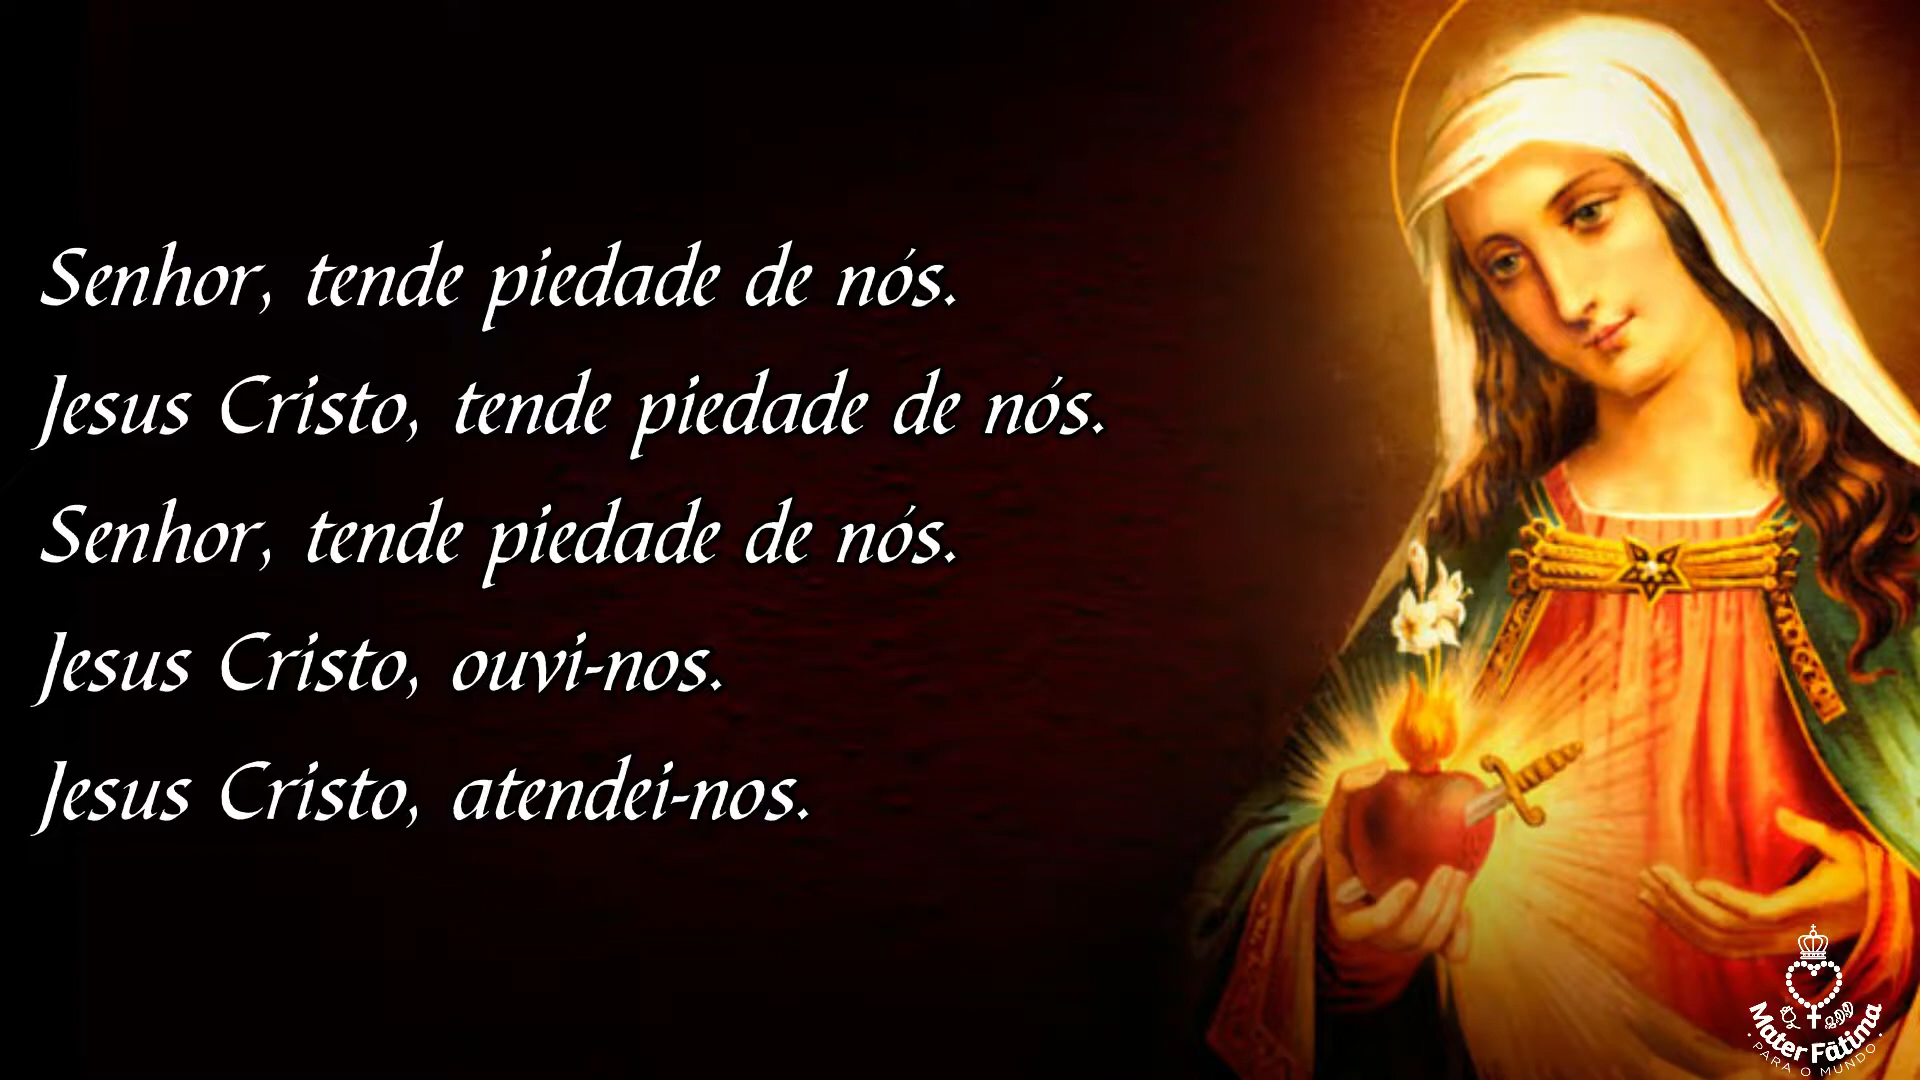 Senhor, tende piedade de nós.
Jesus Cristo, tende piedade de nós.
Senhor, tende piedade de nós.
Jesus Cristo, ouvi-nos.
Jesus Cristo, atendei-nos.
Mater Fátima
· PARA O MUNDO ·